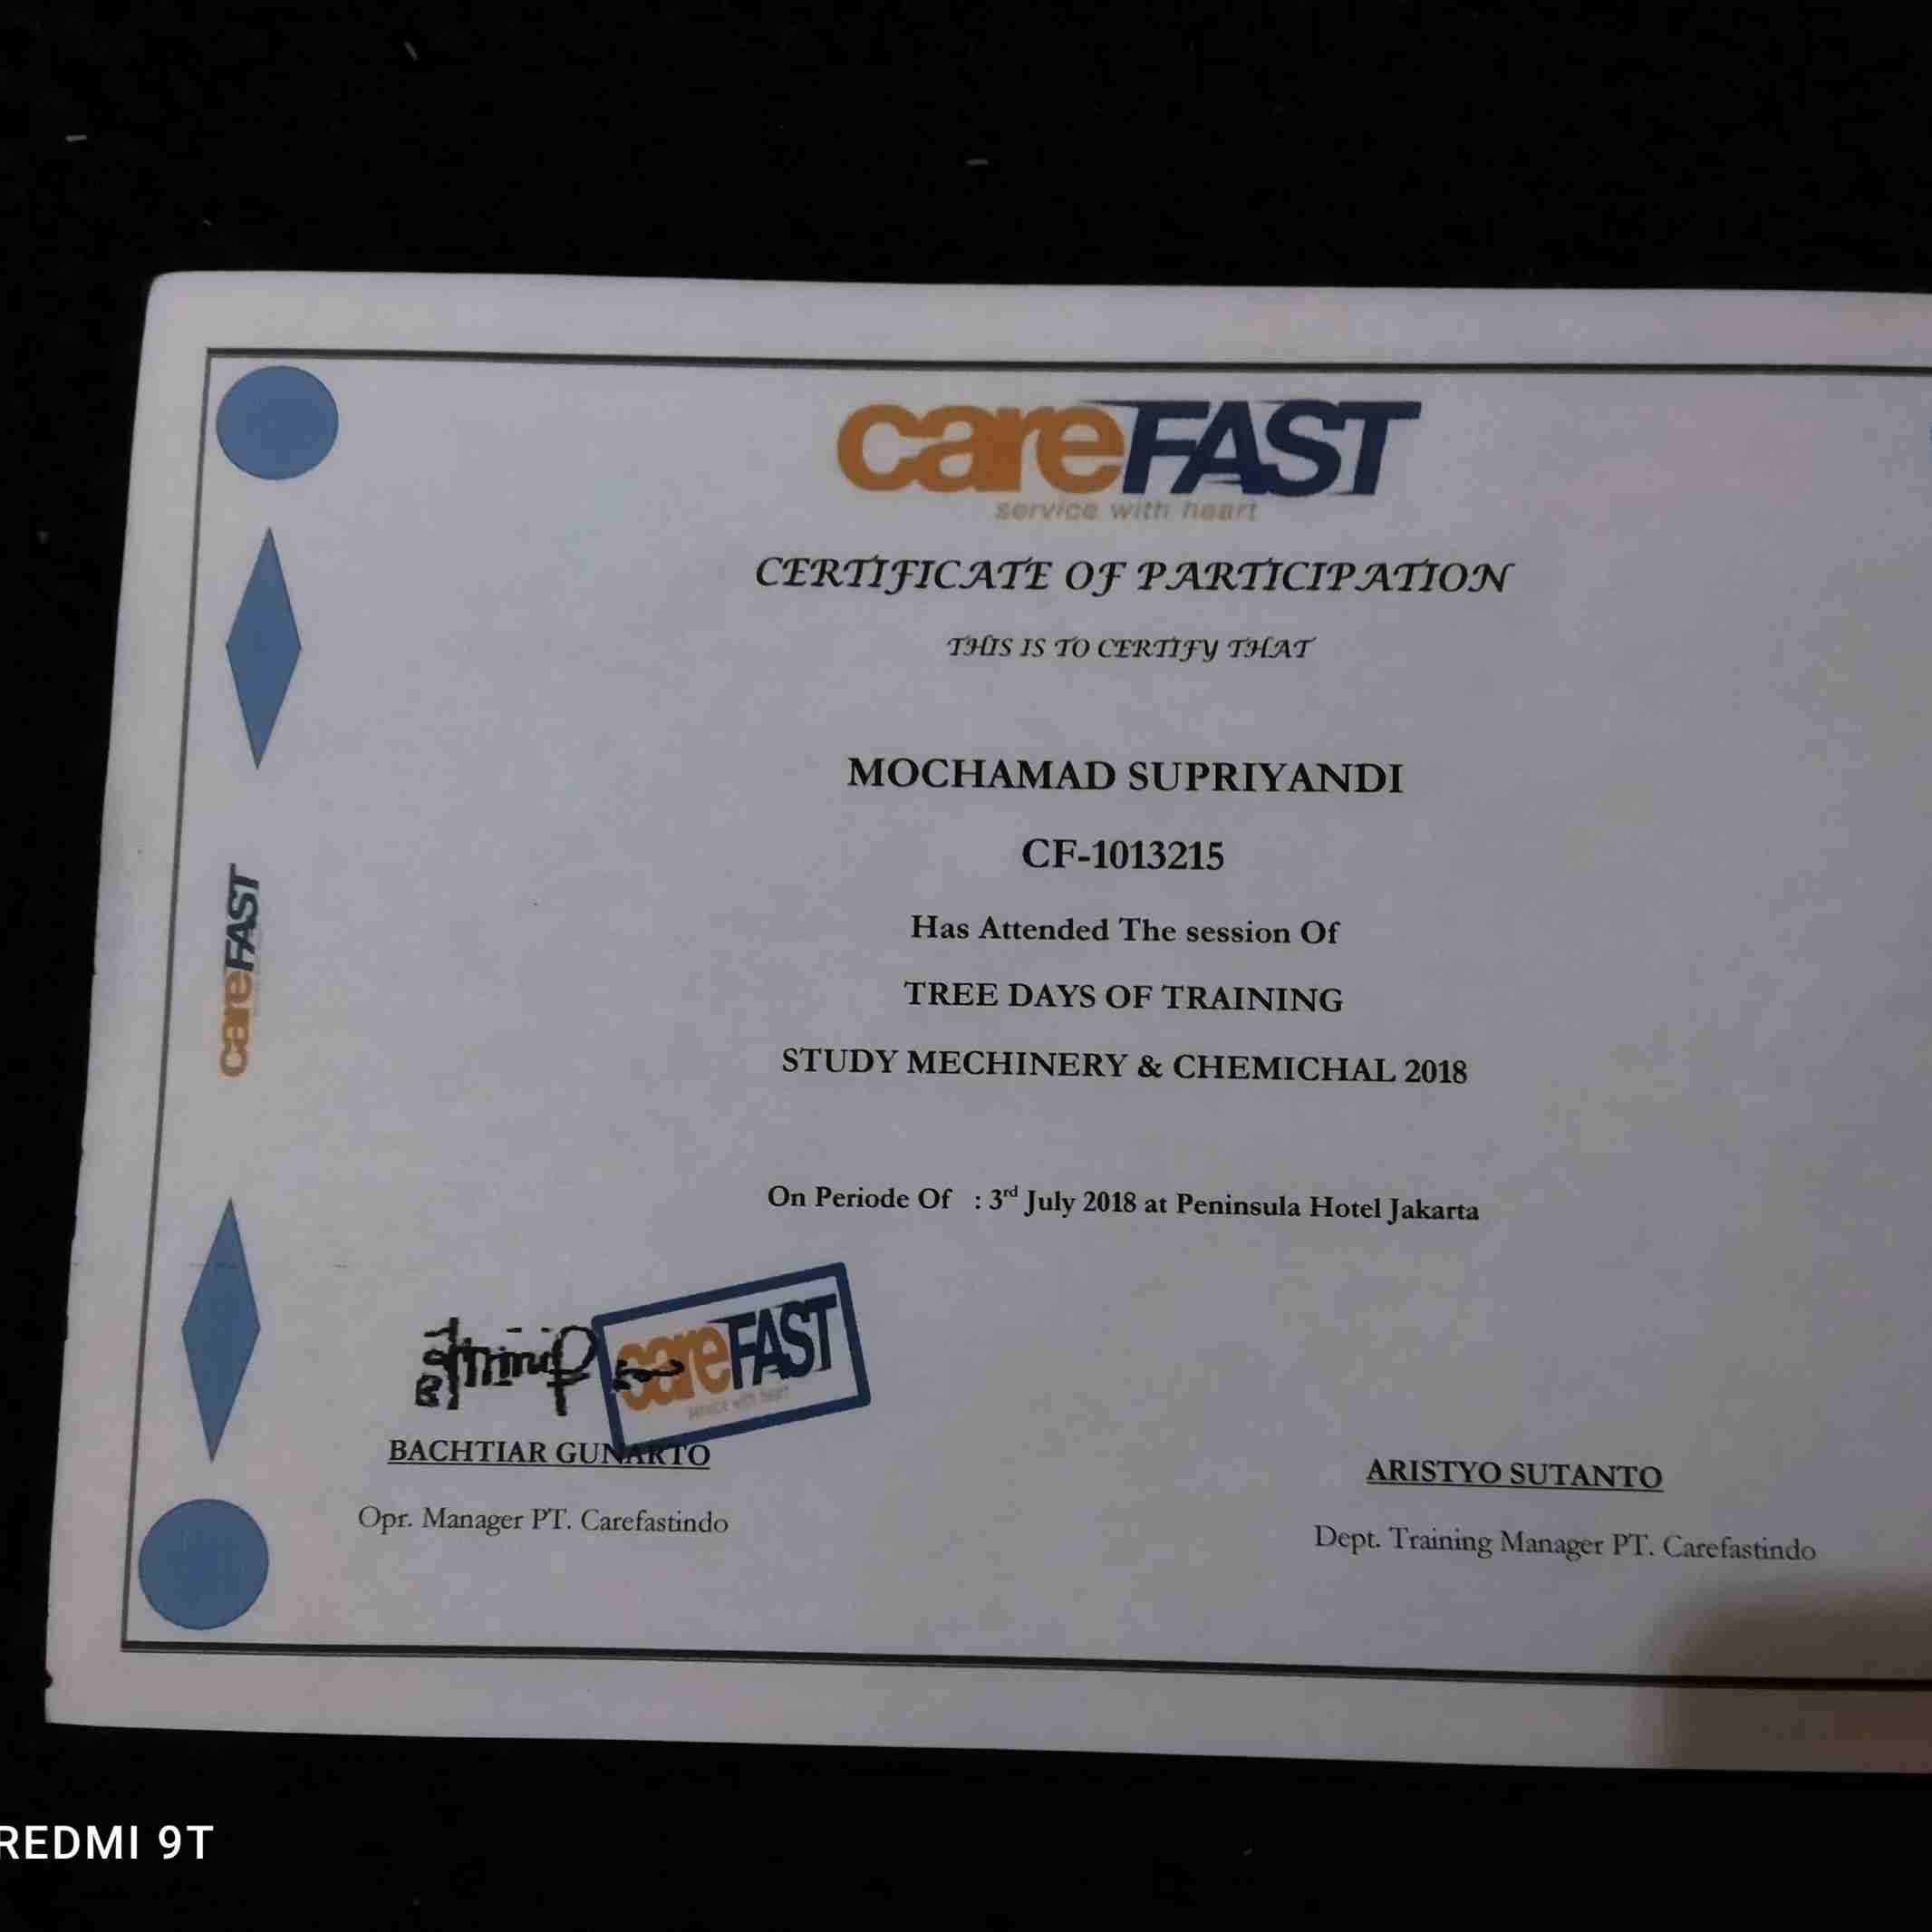 careFAST
service with heart
CERTIFICATE OF PARTICIPATION
THIS IS TO CERTIFY THAT
MOCHAMAD SUPRIYANDI
CF-1013215
Has Attended The session Of
TREE DAYS OF TRAINING
STUDY MECHINERY & CHEMICHAL 2018
On Periode Of : 3rd July 2018 at Peninsula Hotel Jakarta
careFAST
careFAST
service with heart
BACHTIAR GUNARTO
Opr. Manager PT. Carefastindo
ARISTYO SUTANTO
Dept. Training Manager PT. Carefastindo
REDMI 9T